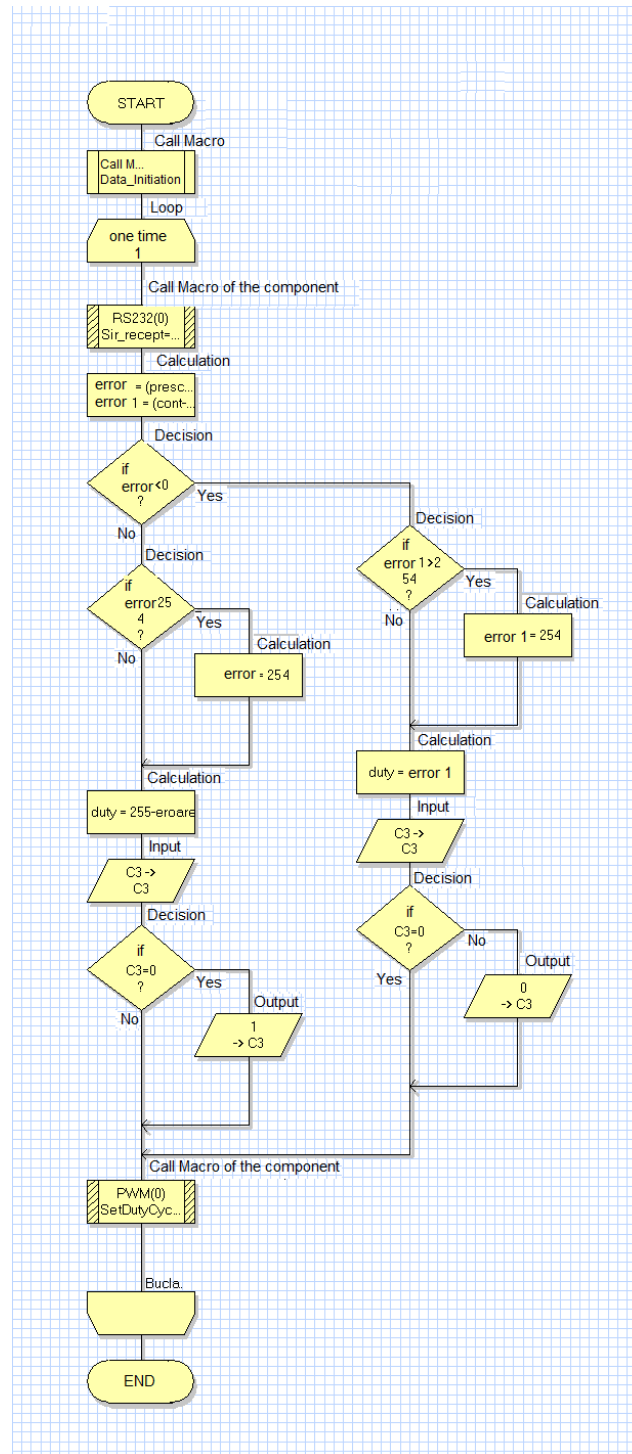 START
Call Macro
Call M...
Data_Initiation
Loop
one time
1
Call Macro of the component
RS232(0)
Sir_recept=...
Calculation
error = (presc...
error 1 = (cont-...
Decision
if
error<0
?
Yes
No
Decision
if
error25
4
?
Yes
No
Calculation
error = 254
Decision
if
error 1>2
54
?
Yes
No
Calculation
error 1 = 254
Calculation
duty = 255-eroare
Input
C3 ->
C3
Decision
if
C3=0
?
Yes
No
Output
1
-> C3
Calculation
duty = error 1
Input
C3 ->
C3
Decision
if
C3=0
?
No
Yes
Output
0
-> C3
Call Macro of the component
PWM(0)
SetDutyCyc...
Bucla.
END